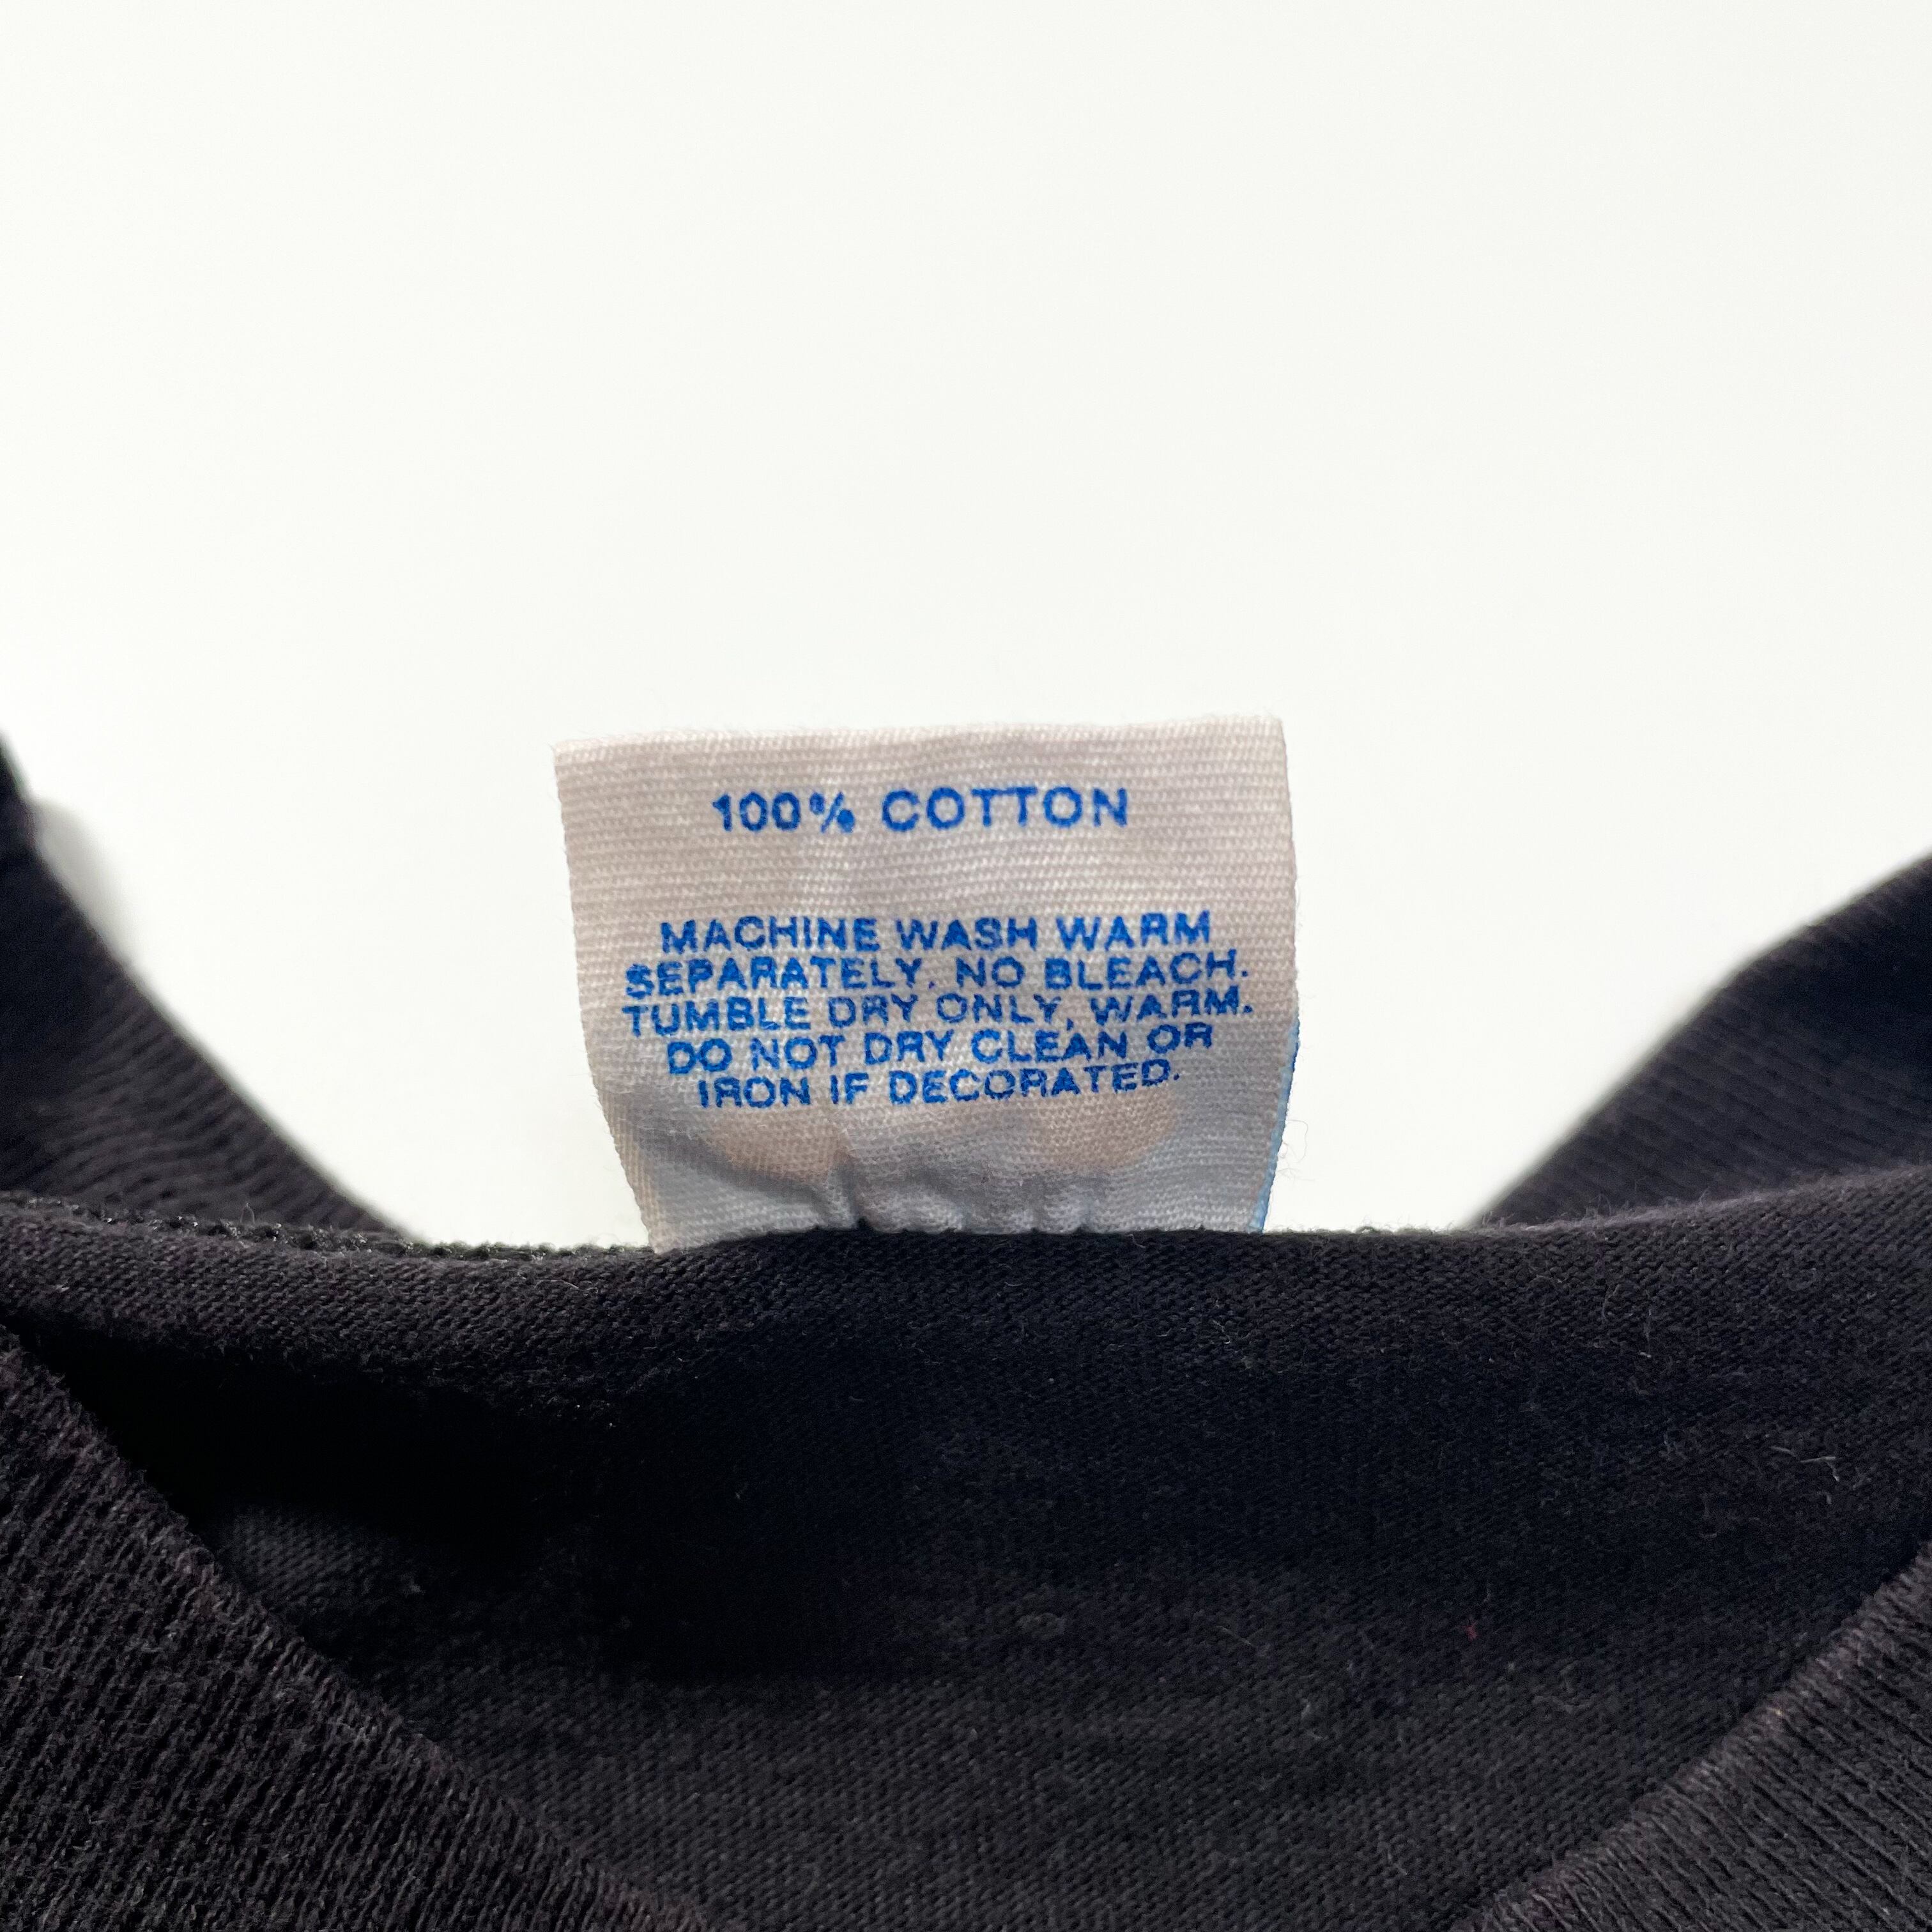 100% COTTON
MACHINE WASH WARM
SEPARATELY. NO BLEACH.
TUMBLE DRY ONLY, WARM.
DO NOT DRY CLEAN OR
IRON IF DECORATED.